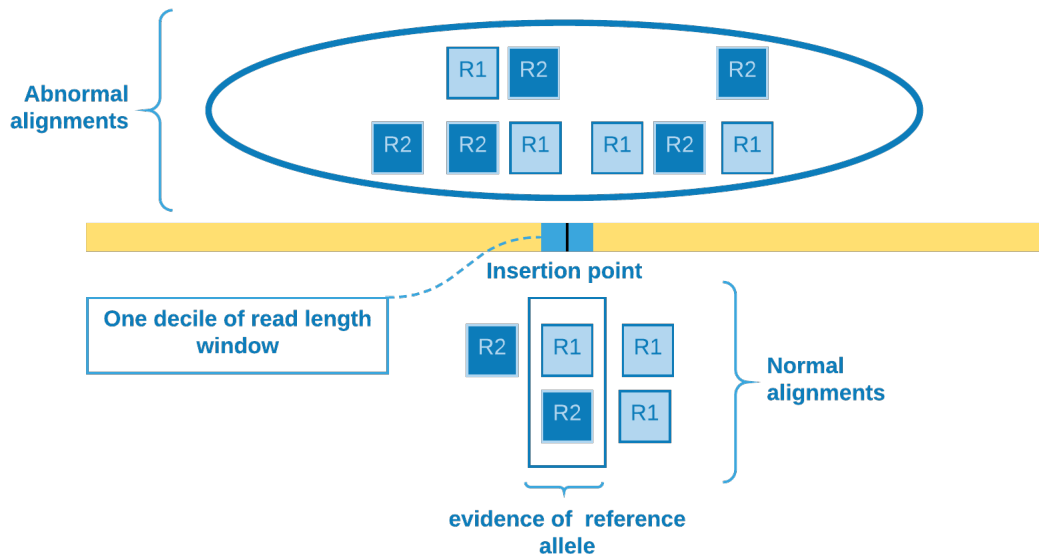 R1 R2 R2
Abnormal
alignments
R2 R2 R1 R1 R2 R1
Insertion point
One decile of read length
window
R2 R1 R1
Normal
alignments
R2 R1
evidence of reference
allele